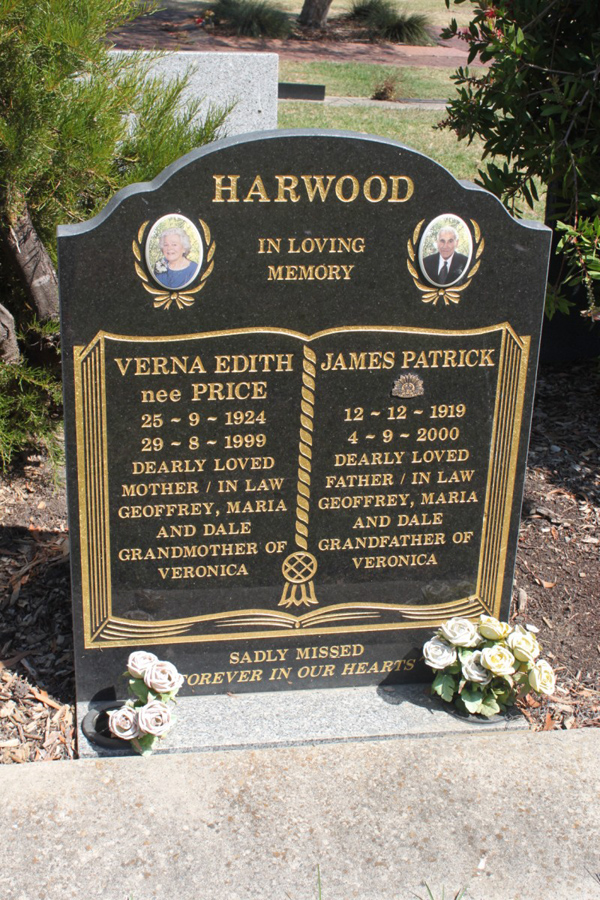 HARWOOD
IN LOVING
MEMORY
VERNA EDITH
nee PRICE
25 ~ 9 ~ 1924
29 ~ 8 ~ 1999
DEARLY LOVED
MOTHER / IN LAW
GEOFFREY, MARIA
AND DALE
GRANDMOTHER OF
VERONICA
JAMES PATRICK
12 ~ 12 ~ 1919
4 ~ 9 ~ 2000
DEARLY LOVED
FATHER / IN LAW
GEOFFREY, MARIA
AND DALE
GRANDFATHER OF
VERONICA
SADLY MISSED
FOREVER IN OUR HEARTS